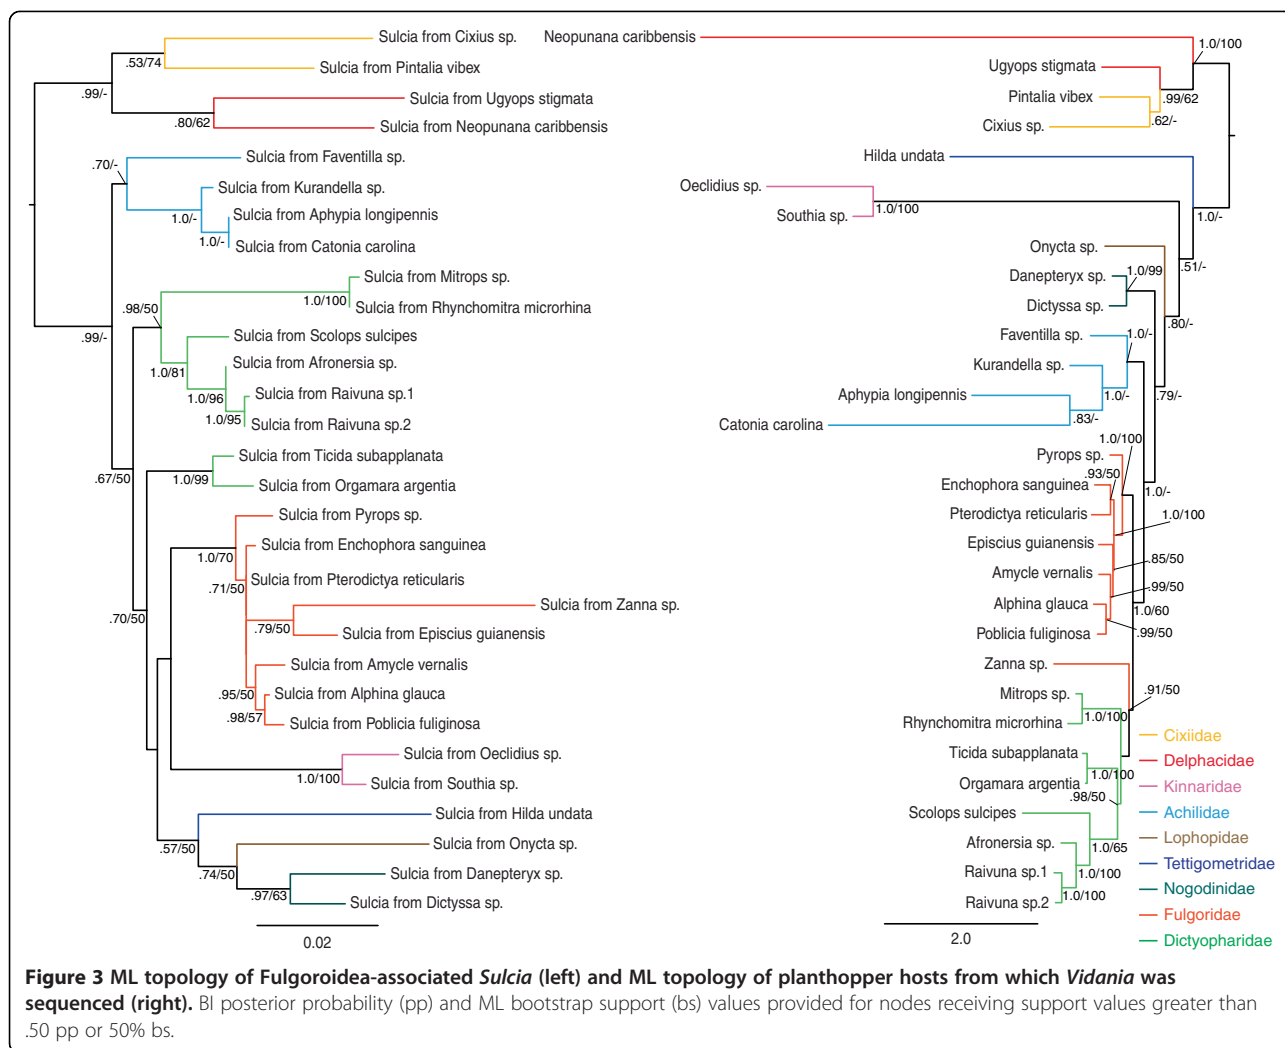 Sulcia from Cixius sp.
.53/74
Sulcia from Pintalia vibex
.99/-
Sulcia from Ugyops stigmata
.80/62
Sulcia from Neopunana caribbensis
Sulcia from Faventilla sp.
.70/-
Sulcia from Kurandella sp.
1.0/-
Sulcia from Aphypia longipennis
1.0/-
Sulcia from Catonia carolina
Sulcia from Mitrops sp.
1.0/100
Sulcia from Rhynchomitra microrhina
.98/50
.99/-
Sulcia from Scolops sulcipes
1.0/81
Sulcia from Afronersia sp.
1.0/96
Sulcia from Raivuna sp.1
1.0/95
Sulcia from Raivuna sp.2
.67/50
Sulcia from Ticida subapplanata
1.0/99
Sulcia from Orgamara argentia
Sulcia from Pyrops sp.
1.0/70
Sulcia from Enchophora sanguinea
.71/50
Sulcia from Pterodictya reticularis
Sulcia from Zanna sp.
.70/50
.79/50
Sulcia from Episcius guianensis
Sulcia from Amycle vernalis
.95/50
Sulcia from Alphina glauca
.98/57
Sulcia from Poblicia fuliginosa
Sulcia from Oeclidius sp.
1.0/100
Sulcia from Southia sp.
Sulcia from Hilda undata
.57/50
Sulcia from Onycta sp.
.74/50
Sulcia from Danepteryx sp.
.97/63
Sulcia from Dictyssa sp.
0.02
Neopunana caribbensis
1.0/100
Ugyops stigmata
.99/62
Pintalia vibex
.62/-
Cixius sp.
Hilda undata
Oeclidius sp.
1.0/100
Southia sp.
1.0/-
Onycta sp.
.51/-
Danepteryx sp.
1.0/99
Dictyssa sp.
.80/-
Faventilla sp.
1.0/-
Kurandella sp.
1.0/-
.79/-
Aphypia longipennis
.83/-
Catonia carolina
1.0/100
Pyrops sp.
.93/50
Enchophora sanguinea
1.0/-
Pterodictya reticularis
1.0/100
Episcius guianensis
.85/50
Amycle vernalis
.99/50
Alphina glauca
1.0/60
Poblicia fuliginosa
.99/50
Zanna sp.
.91/50
Mitrops sp.
1.0/100
Rhynchomitra microrhina
Ticida subapplanata
1.0/100
Orgamara argentia
.98/50
Scolops sulcipes
1.0/65
Afronersia sp.
1.0/100
Raivuna sp.1
1.0/100
Raivuna sp.2
2.0
Cixiidae
Delphacidae
Kinnaridae
Achilidae
Lophopidae
Tettigometridae
Nogodinidae
Fulgoridae
Dictyopharidae
Figure 3 ML topology of Fulgoroidea-associated Sulcia (left) and ML topology of planthopper hosts from which Vidania was
sequenced (right). BI posterior probability (pp) and ML bootstrap support (bs) values provided for nodes receiving support values greater than
.50 pp or 50% bs.